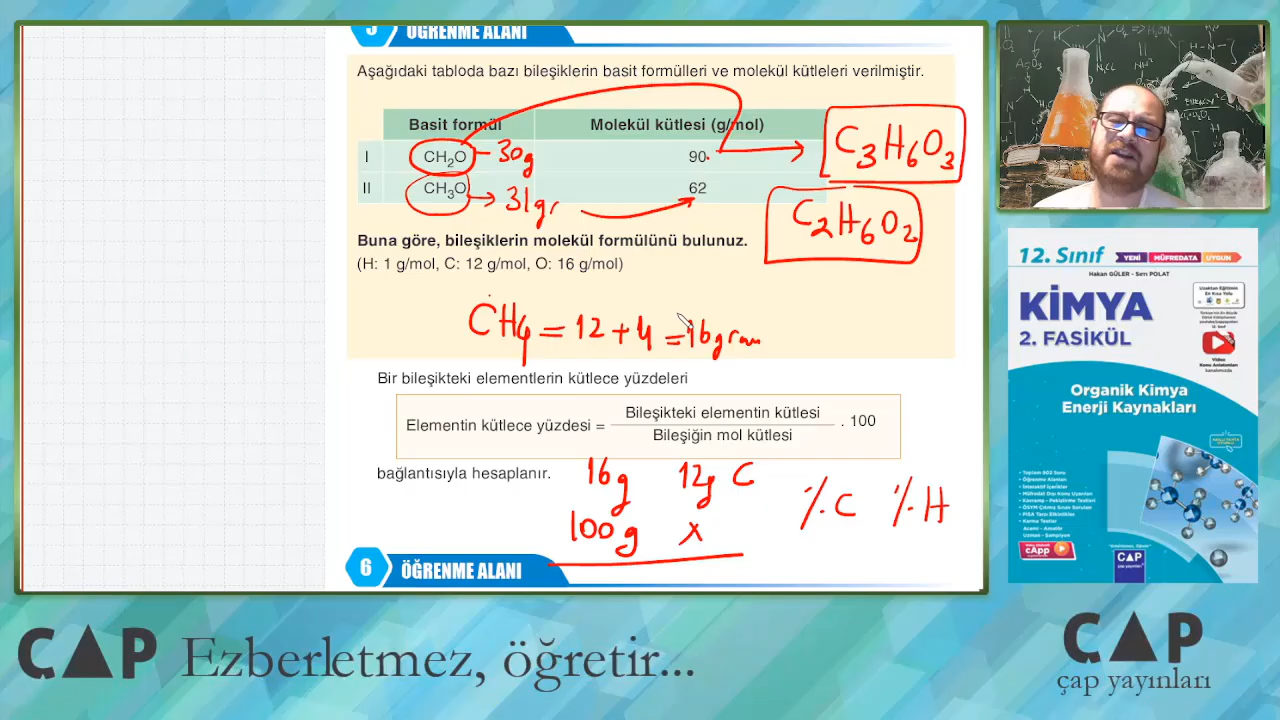 5 ÖĞRENME ALANI
Aşağıdaki tabloda bazı bileşiklerin basit formülleri ve molekül kütleleri verilmiştir.
Basit formül Molekül kütlesi (g/mol)
I CH₂O 30g 90 C₃H₆O₃
II CH₃O 31gr 62 C₂H₆O₂
Buna göre, bileşiklerin molekül formülünü bulunuz.
(H: 1 g/mol, C: 12 g/mol, O: 16 g/mol)
CH₄ = 12 + 4 = 16gram
Bir bileşikteki elementlerin kütlece yüzdeleri
Elementin kütlece yüzdesi = Bileşikteki elementin kütlesi . 100
Bileşiğin mol kütlesi
bağlantısıyla hesaplanır.
16g 12g C
100g x
%C %H
6 ÖĞRENME ALANI
12. Sınıf YENİ MÜFREDATA UYGUN
Hakan GÜLER - Sırrı POLAT
KİMYA
2. FASİKÜL
Video
Organik Kimya
Enerji Kaynakları
ÇAP
ÇAP Ezberletmez, öğretir...
ÇAP
çap yayınları